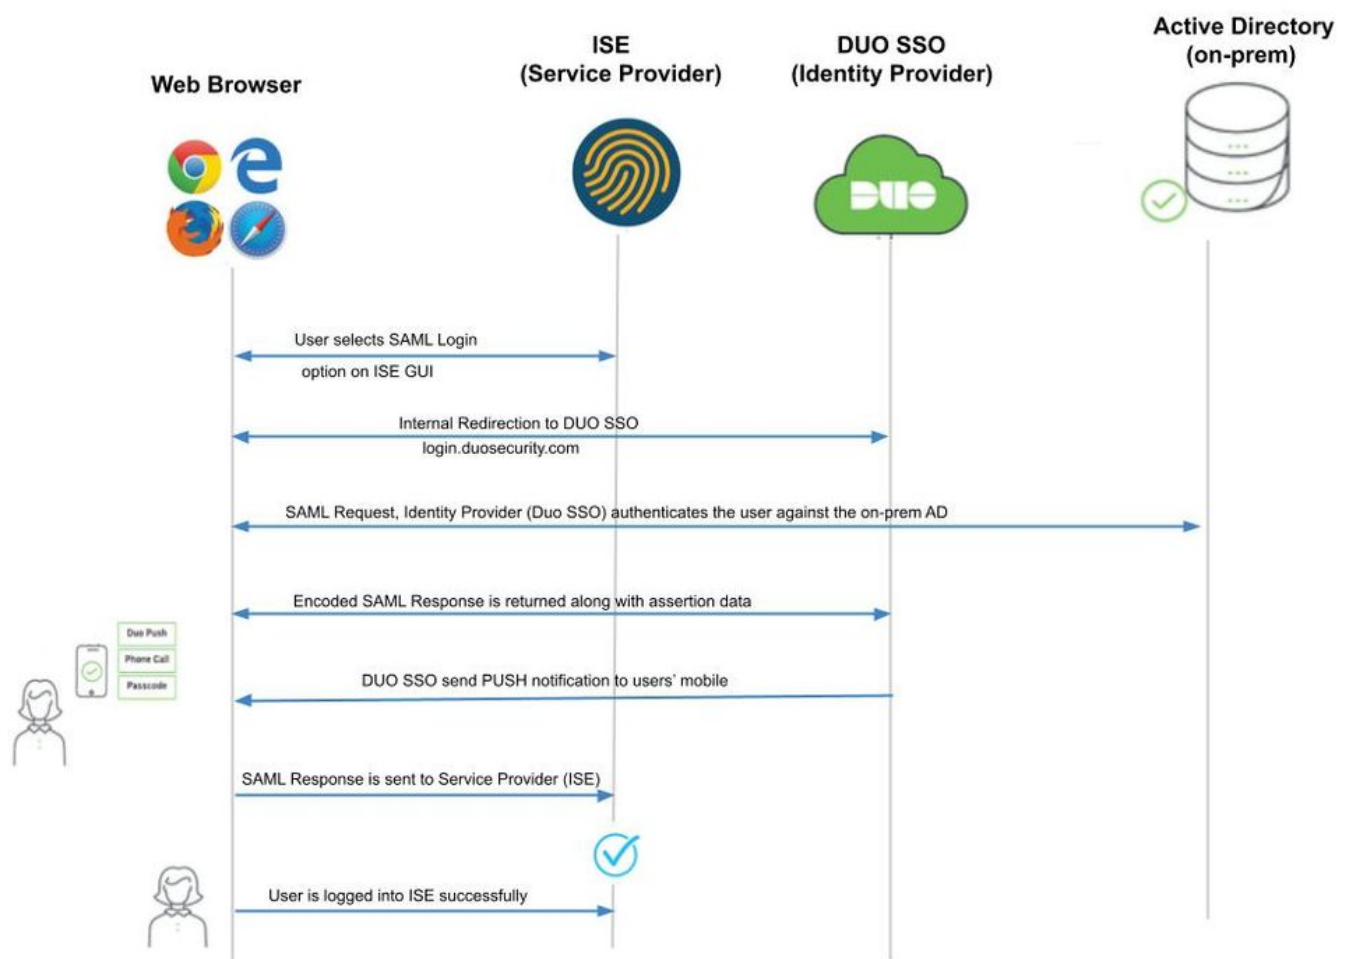 Active Directory
(on-prem)
ISE
(Service Provider)
DUO SSO
(Identity Provider)
Web Browser
DUO
User selects SAML Login
option on ISE GUI
Internal Redirection to DUO SSO
login.duosecurity.com
SAML Request, Identity Provider (Duo SSO) authenticates the user against the on-prem AD
Encoded SAML Response is returned along with assertion data
Duo Push
Phone Call
Passcode
DUO SSO send PUSH notification to users' mobile
SAML Response is sent to Service Provider (ISE)
User is logged into ISE successfully